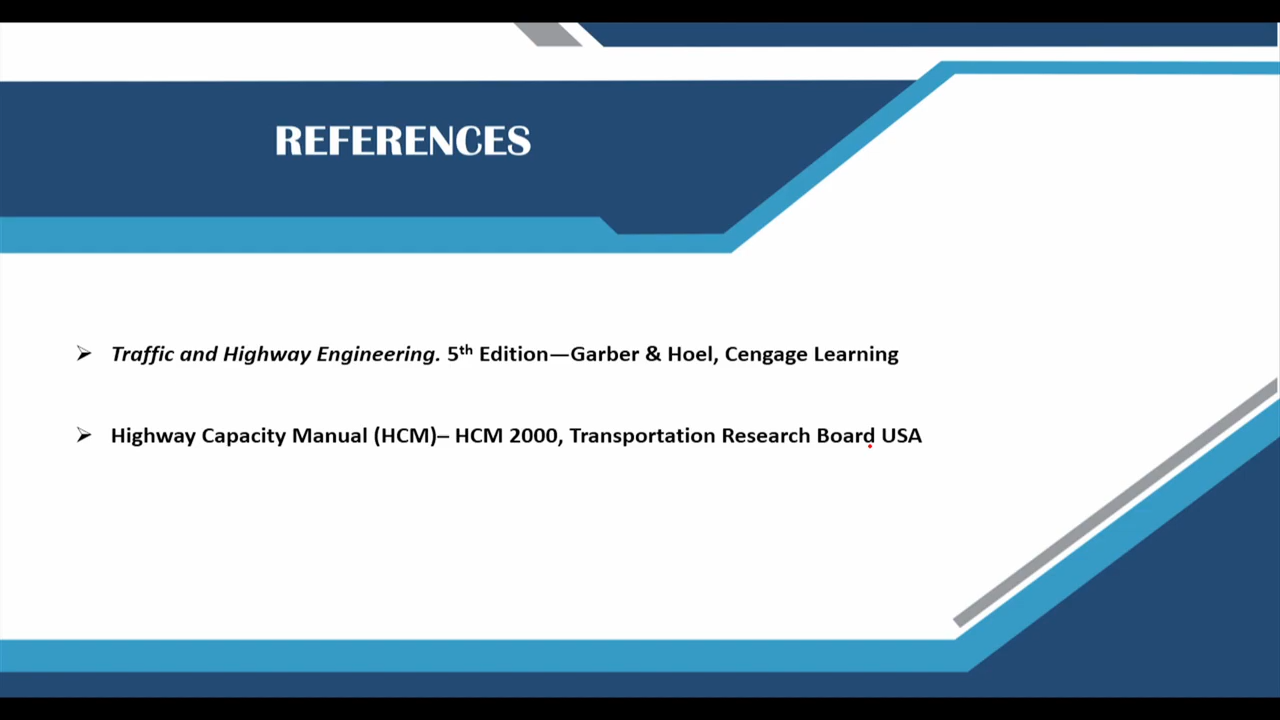 REFERENCES
➢ Traffic and Highway Engineering. 5th Edition—Garber & Hoel, Cengage Learning
➢ Highway Capacity Manual (HCM)– HCM 2000, Transportation Research Board USA